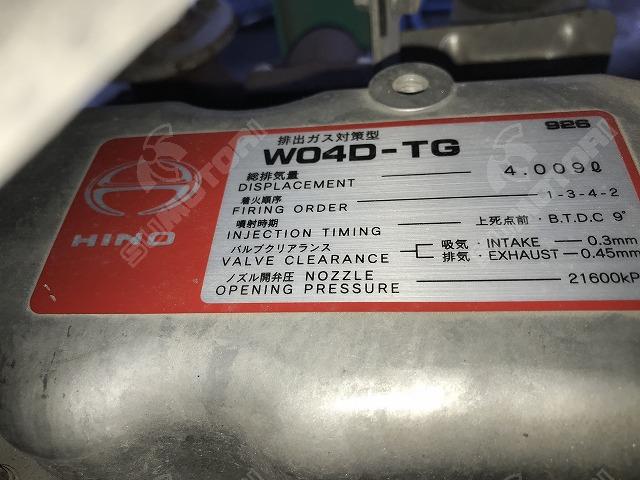 排出ガス対策型
926
W04D-TG
総排気量
DISPLACEMENT 4.009ℓ
着火順序
FIRING ORDER 1-3-4-2
噴射時期
INJECTION TIMING 上死点前・B.T.D.C 9°
バルブクリアランス
VALVE CLEARANCE
吸気・INTAKE 0.3mm
排気・EXHAUST 0.45mm
ノズル開弁圧 NOZZLE
OPENING PRESSURE 21600kP
HINO
SUMOTORI
SUMOTORI
SUMOTORI